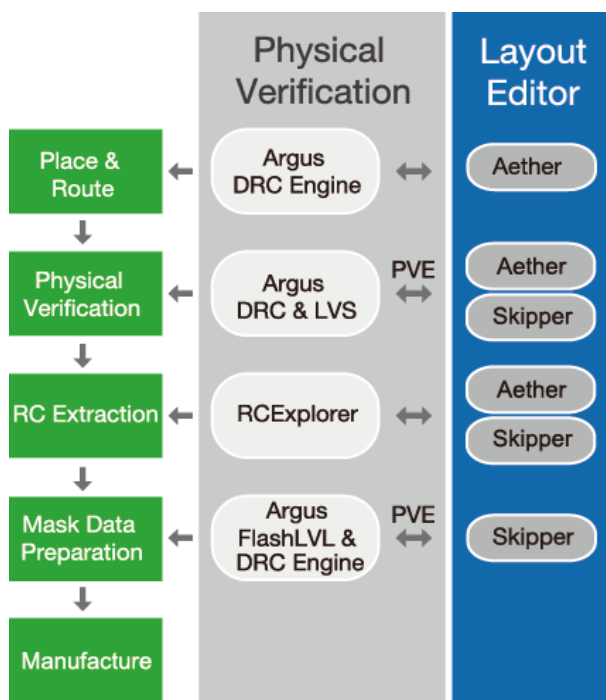 Physical
Verification
Layout
Editor
Place &
Route
Argus
DRC Engine
Aether
Physical
Verification
Argus
DRC & LVS
PVE
Aether
Skipper
RC Extraction
RCExplorer
Aether
Skipper
Mask Data
Preparation
Argus
FlashLVL &
DRC Engine
PVE
Skipper
Manufacture